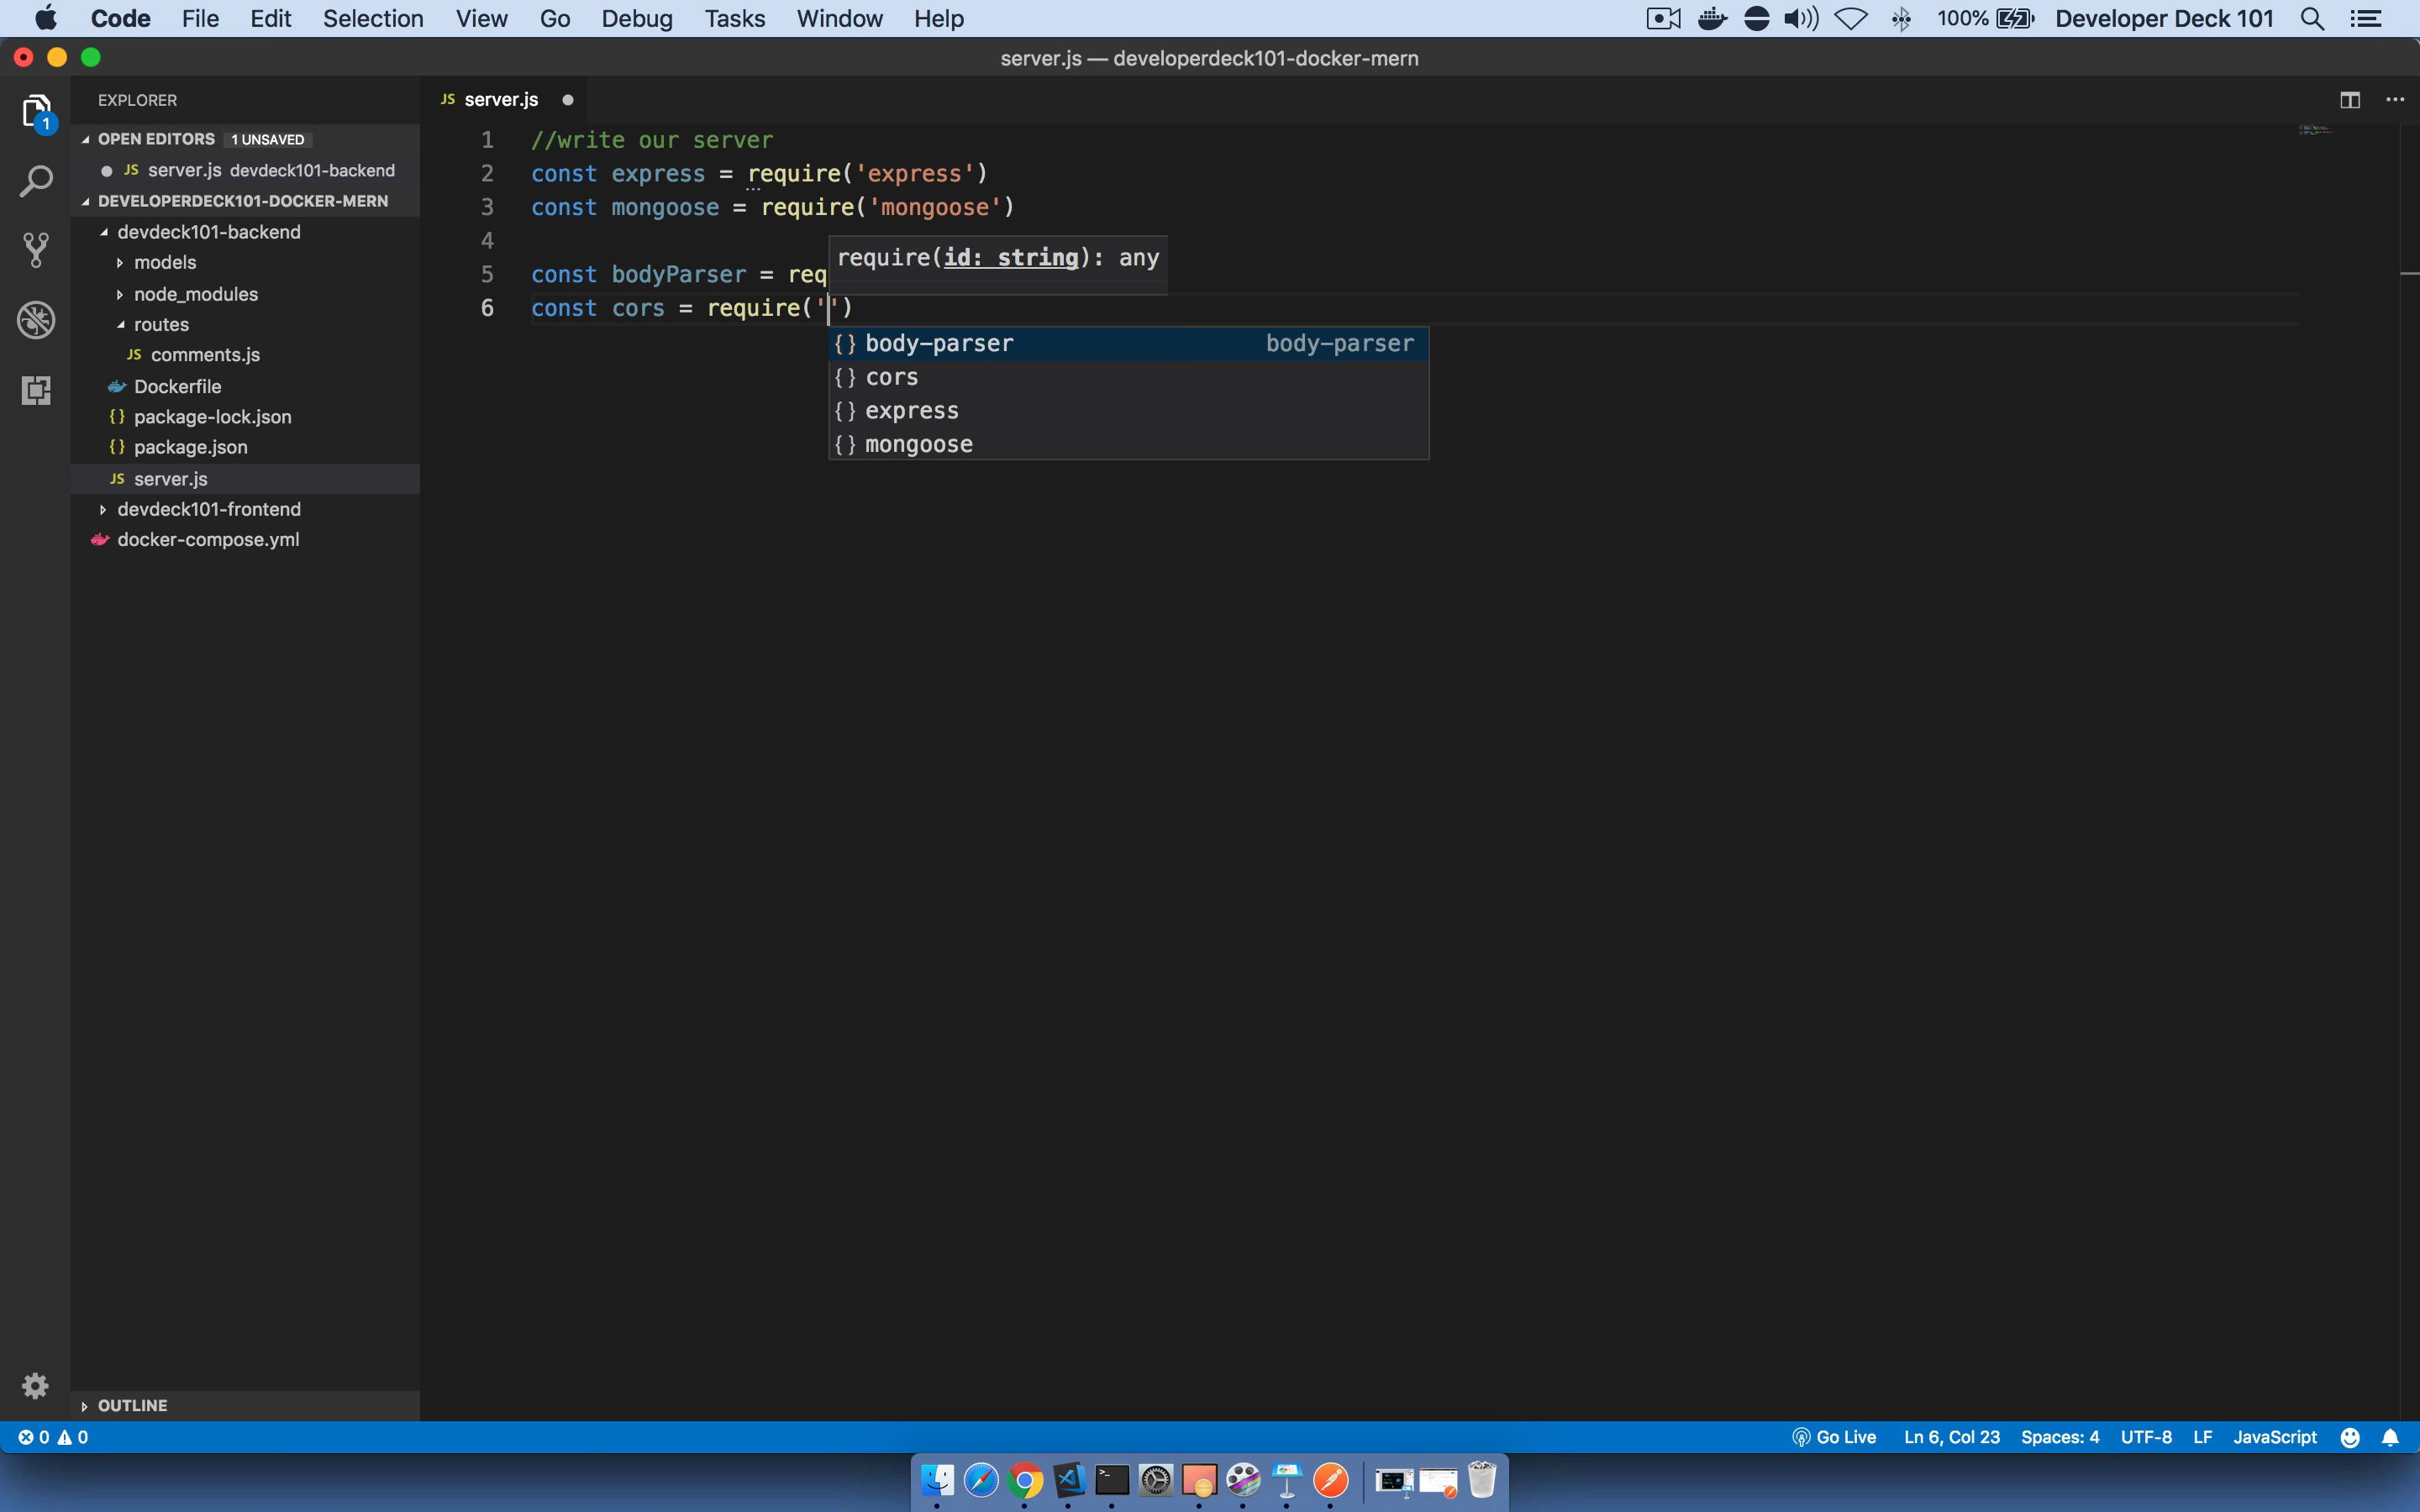 Code File Edit Selection View Go Debug Tasks Window Help 100% Developer Deck 101
server.js — developerdeck101-docker-mern
EXPLORER
JS server.js
1
OPEN EDITORS 1 UNSAVED
JS server.js devdeck101-backend
DEVELOPERDECK101-DOCKER-MERN
devdeck101-backend
models
node_modules
routes
JS comments.js
Dockerfile
{} package-lock.json
{} package.json
JS server.js
devdeck101-frontend
docker-compose.yml
OUTLINE
1 //write our server
2 const express = require('express')
3 const mongoose = require('mongoose')
4
require(id: string): any
5 const bodyParser = req
6 const cors = require('')
{} body-parser body-parser
{} cors
{} express
{} mongoose
0 0 Go Live Ln 6, Col 23 Spaces: 4 UTF-8 LF JavaScript